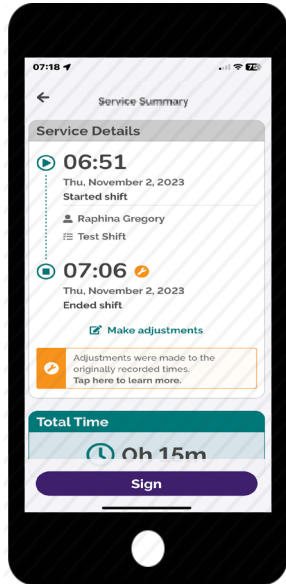 07:18
75
Service Summary
Service Details
06:51
Thu, November 2, 2023
Started shift
Raphina Gregory
Test Shift
07:06
Thu, November 2, 2023
Ended shift
Make adjustments
Adjustments were made to the
originally recorded times.
Tap here to learn more.
Total Time
0h 15m
Sign